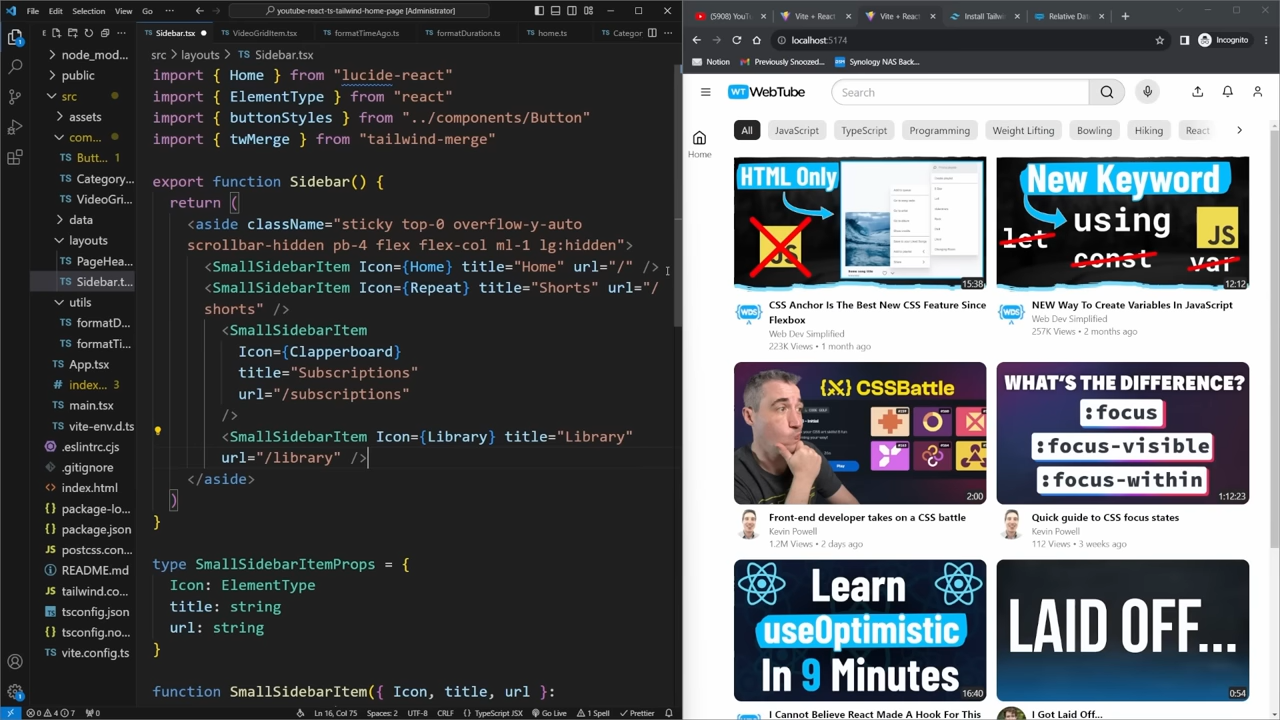 File Edit Selection View Go
youtube-react-ts-tailwind-home-page [Administrator]
Sidebar.tsx
VideoGridItem.tsx
formatTimeAgo.ts
formatDuration.ts
home.ts
Categor
src > layouts > Sidebar.tsx
node_mod...
public
src
assets
com...
Butt... 1
Category...
VideoGri...
data
layouts
PageHea...
Sidebar.t...
utils
formatD...
formatTi...
App.tsx
index... 3
main.tsx
vite-env.d.ts
.eslintrc.js
.gitignore
index.html
package-lo...
package.json
postcss.con...
README.md
tailwind.co...
tsconfig.json
tsconfig.no...
vite.config.ts
import { Home } from "lucide-react"
import { ElementType } from "react"
import { buttonStyles } from "../components/Button"
import { twMerge } from "tailwind-merge"
export function Sidebar() {
return (
className="sticky top-0 overflow-y-auto
pb-4 flex flex-col ml-1 lg:hidden">
SmallSidebarItem Icon={Home} title="Home" url="/" />
<SmallSidebarItem Icon={Repeat} title="Shorts" url="/
shorts" />
<SmallSidebarItem
Icon={Clapperboard}
title="Subscriptions"
url="/subscriptions"
/>
<SmallSidebarItem Icon={Library} title="Library"
url="/library" />
</aside>
)
}
type SmallSidebarItemProps = {
Icon: ElementType
title: string
url: string
}
function SmallSidebarItem({ Icon, title, url }:
0 4 7
0
Ln 16, Col 75 Spaces: 2 UTF-8 CRLF {} TypeScript JSX Go Live 1 Spell Prettier
(5908) YouTu
Vite + React
Vite + React
Install Tailw
Relative Dat
localhost:5174
Incognito
Notion
Previously Snoozed...
Synology NAS Back...
WT WebTube
Search
Home
All JavaScript TypeScript Programming Weight Lifting Bowling Hiking React
HTML Only
JS
15:38
CSS Anchor Is The Best New CSS Feature Since
Flexbox
Web Dev Simplified
223K Views • 1 month ago
New Keyword
using
let
const
var
JS
12:12
NEW Way To Create Variables In JavaScript
Web Dev Simplified
257K Views • 2 months ago
CSSBattle
2:00
Front-end developer takes on a CSS battle
Kevin Powell
1.2M Views • 2 days ago
WHAT'S THE DIFFERENCE?
:focus
:focus-visible
:focus-within
1:12:23
Quick guide to CSS focus states
Kevin Powell
112 Views • 3 weeks ago
Learn
useOptimistic
In 9 Minutes
16:40
I Cannot Believe React Made A Hook For This
LAID OFF...
0:54
I Got Laid Off...